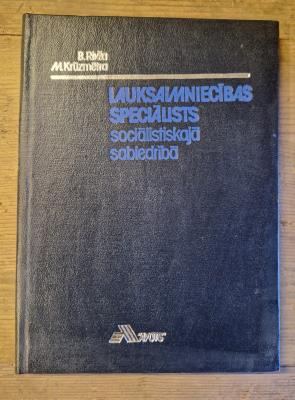 B. Rivža
M. Krūzmētra
LAUKSAIMNIECĪBAS
SPECIĀLISTS
sociālistiskajā
sabiedrībā
"AVOTS"